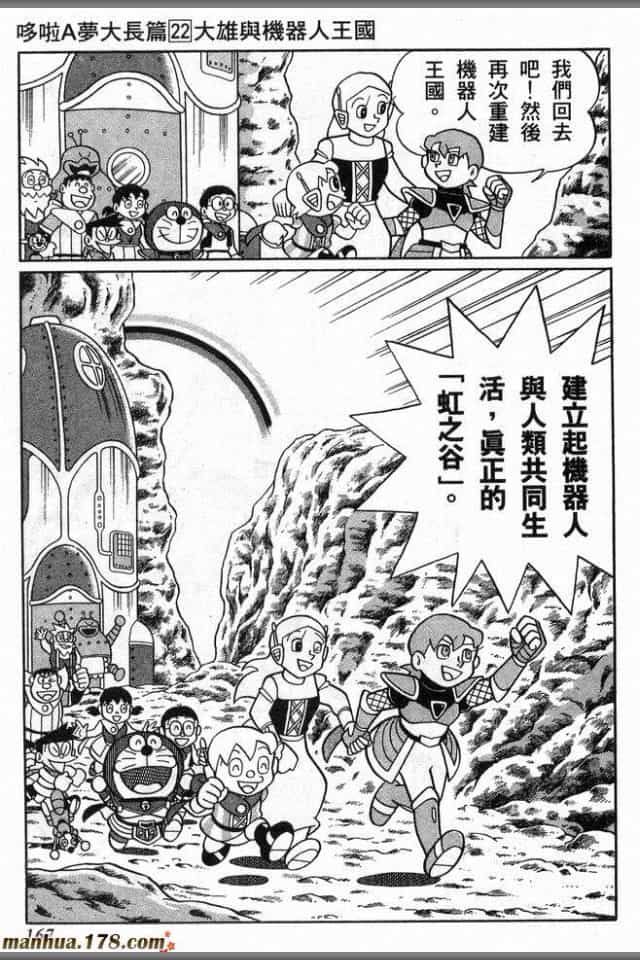 哆啦A夢大長篇22大雄與機器人王國
我們回去
吧！然後
再次重建
機器人
王國。
建立起機器人
與人類共同生
活，真正的
「虹之谷」。
167
manhua.178.com